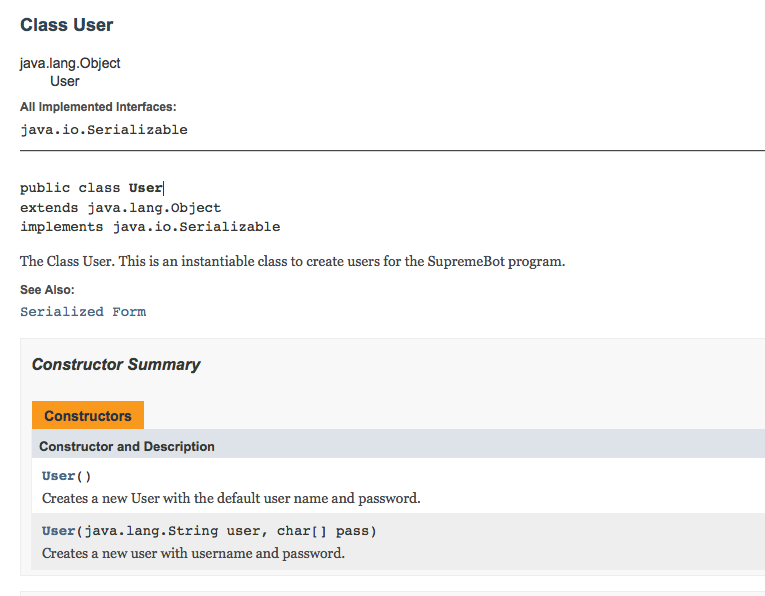 Class User
java.lang.Object
User
All Implemented Interfaces:
java.io.Serializable
public class User
extends java.lang.Object
implements java.io.Serializable
The Class User. This is an instantiable class to create users for the SupremeBot program.
See Also:
Serialized Form
Constructor Summary
Constructors
Constructor and Description
User()
Creates a new User with the default user name and password.
User(java.lang.String user, char[] pass)
Creates a new user with username and password.